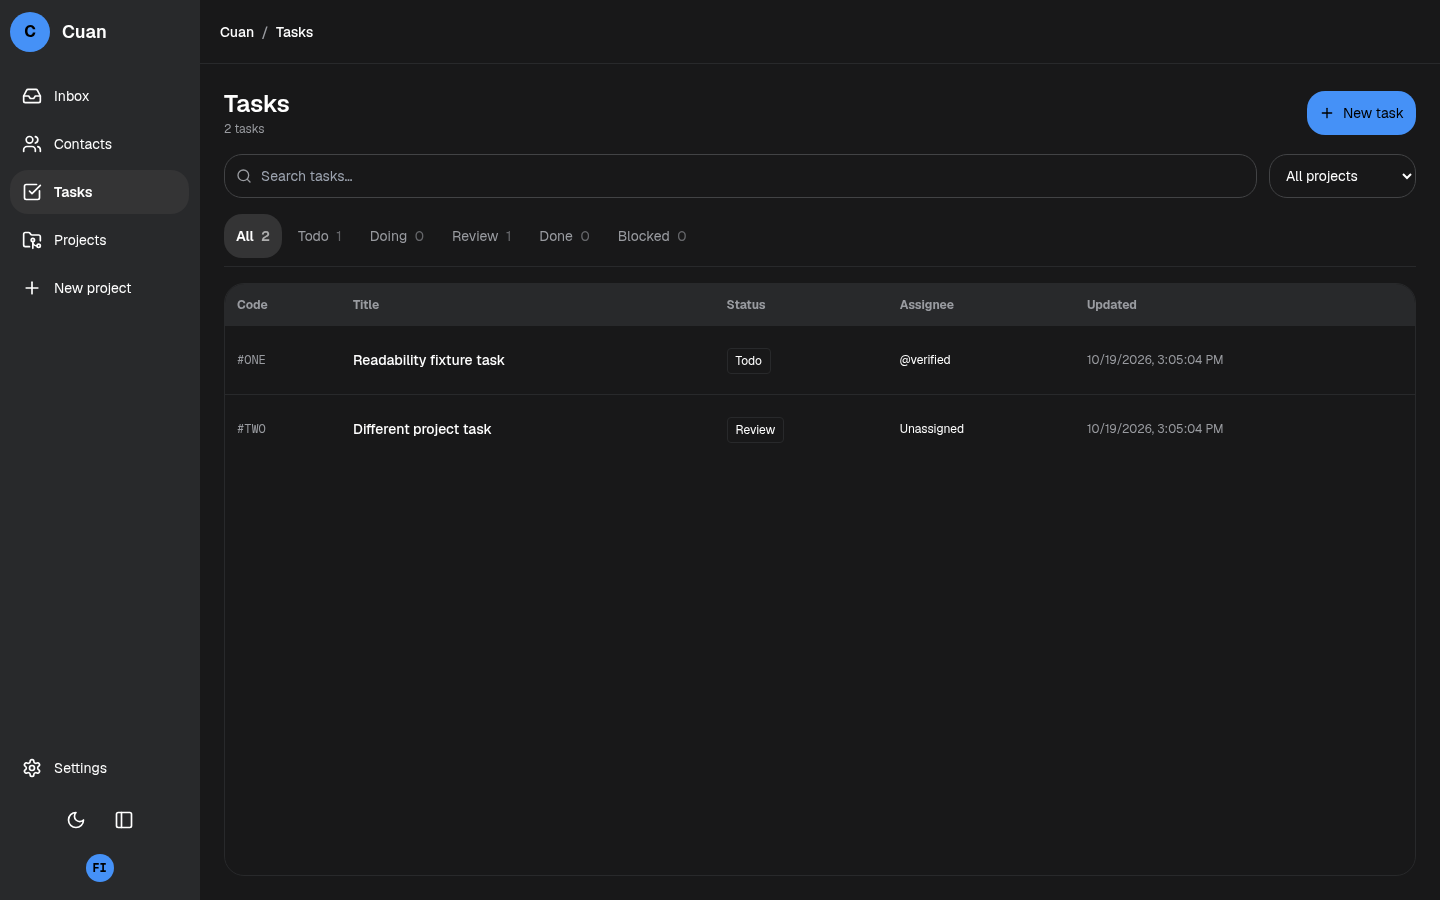 C Cuan
Cuan / Tasks
Inbox
Contacts
Tasks
Projects
New project
Settings
FI
Tasks
2 tasks
New task
Search tasks...
All projects
All 2 Todo 1 Doing 0 Review 1 Done 0 Blocked 0
Code Title Status Assignee Updated
#ONE Readability fixture task Todo @verified 10/19/2026, 3:05:04 PM
#TWO Different project task Review Unassigned 10/19/2026, 3:05:04 PM